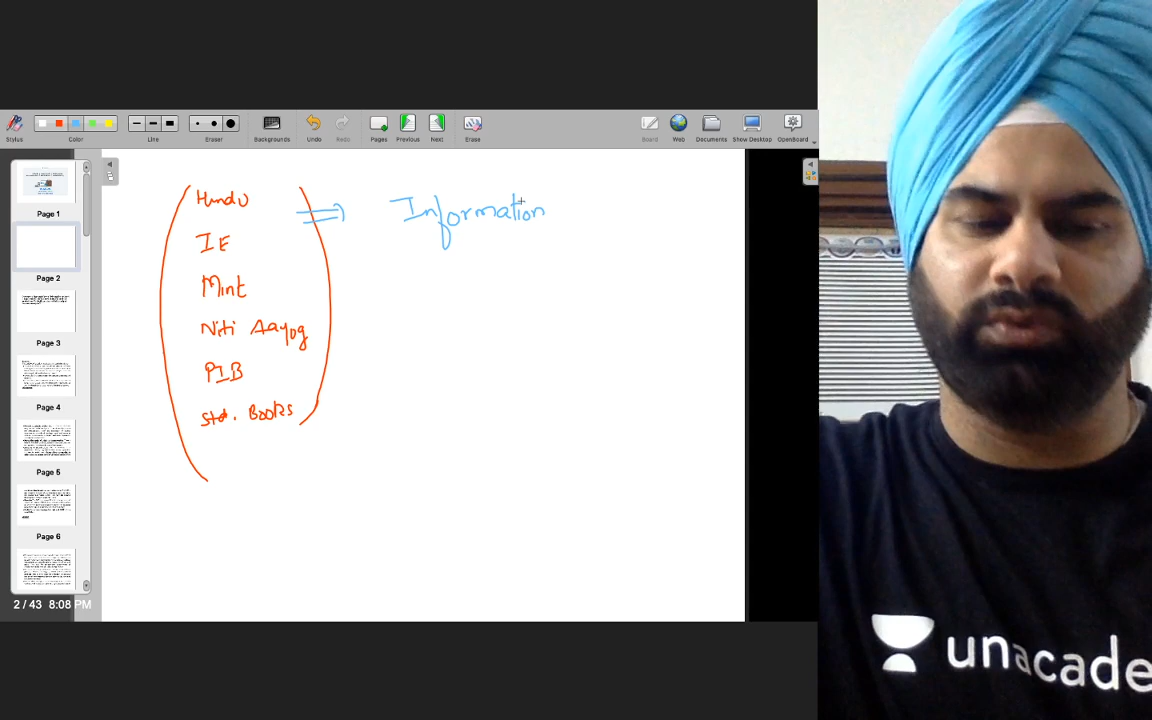 Stylus Color Line Eraser Backgrounds Undo Redo Pages Previous Next Erase Board Web Documents Show Desktop OpenBoard
Page 1
Page 2
Page 3
Page 4
Page 5
Page 6
2 / 43 8:08 PM
Hindu
IE
Mint
Niti Aayog
PIB
Std. Books
⇒ Information
unacade